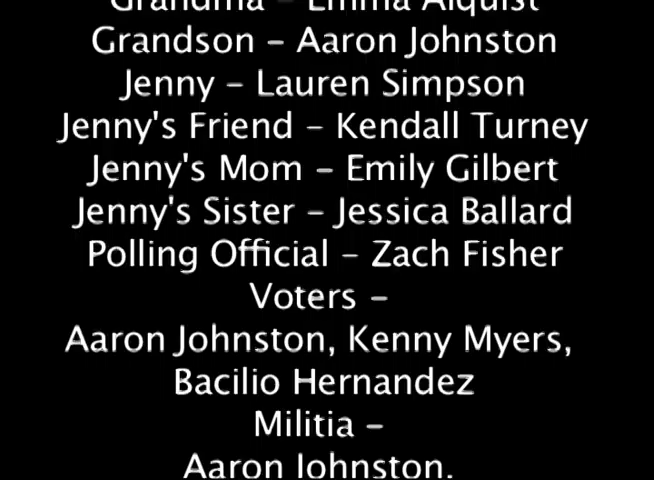 Grandma – Emma Alquist
Grandson – Aaron Johnston
Jenny – Lauren Simpson
Jenny's Friend – Kendall Turney
Jenny's Mom – Emily Gilbert
Jenny's Sister – Jessica Ballard
Polling Official – Zach Fisher
Voters –
Aaron Johnston, Kenny Myers,
Bacilio Hernandez
Militia –
Aaron Johnston,